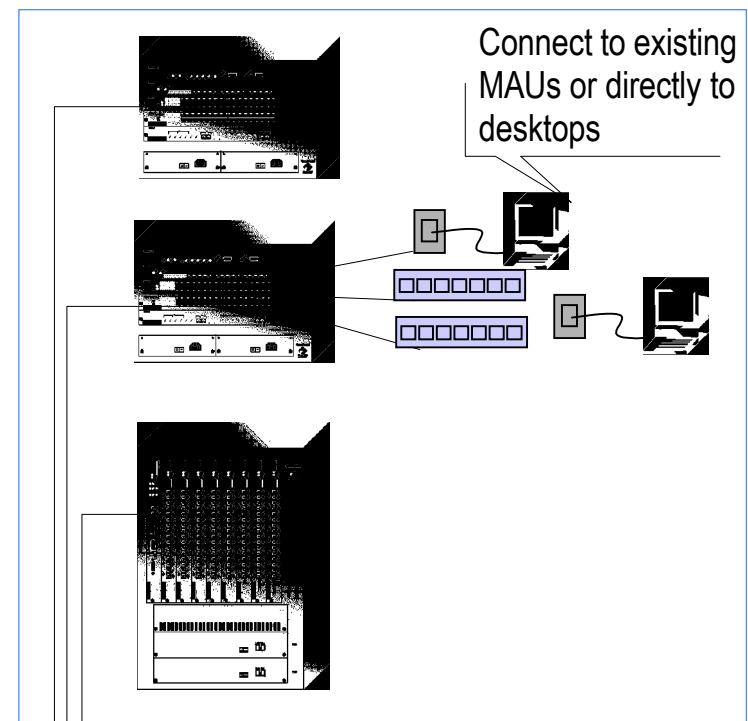 Connect to existing
MAUs or directly to
desktops